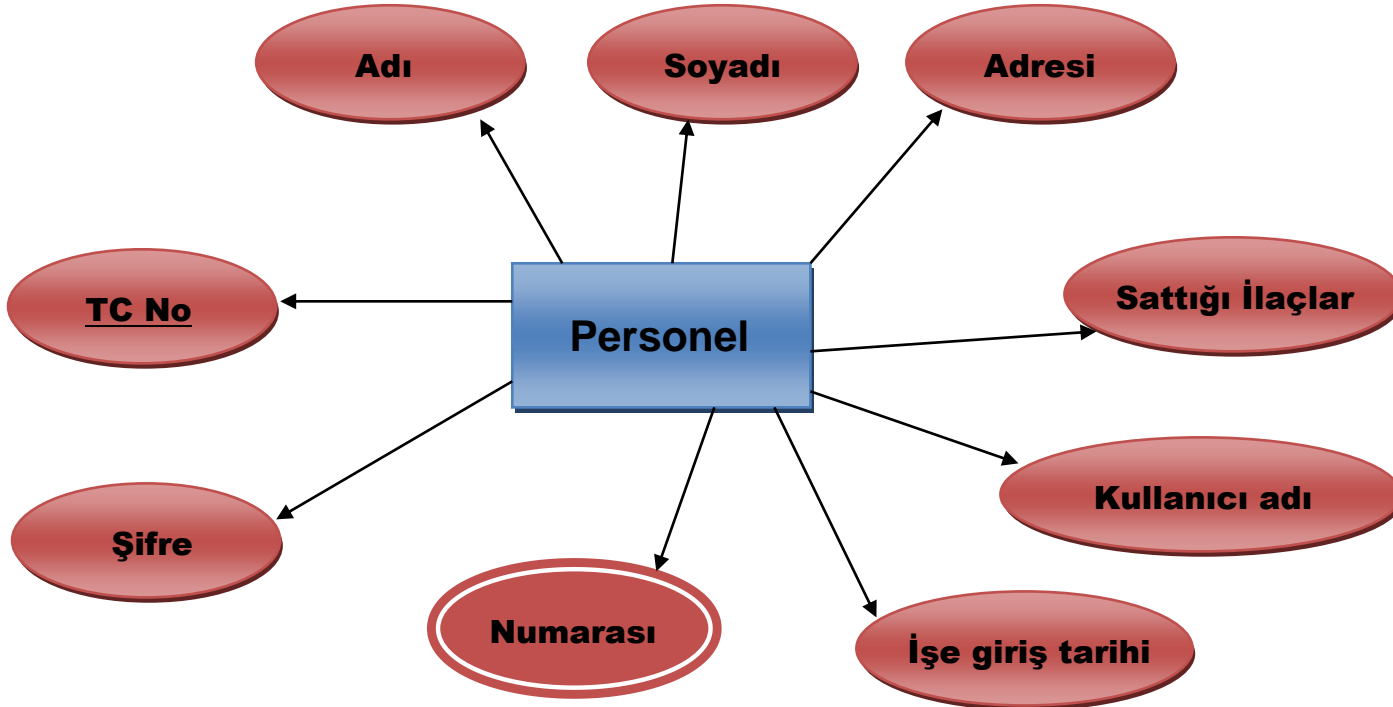 Adı
Soyadı
Adresi
TC No
Personel
Sattığı İlaçlar
Şifre
Numarası
İşe giriş tarihi
Kullanıcı adı